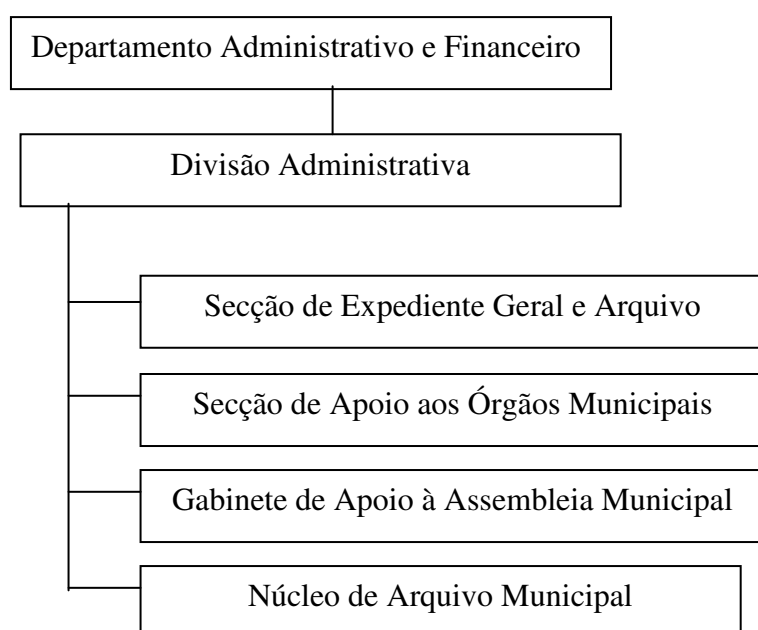 Departamento Administrativo e Financeiro
Divisão Administrativa
Secção de Expediente Geral e Arquivo
Secção de Apoio aos Órgãos Municipais
Gabinete de Apoio à Assembleia Municipal
Núcleo de Arquivo Municipal